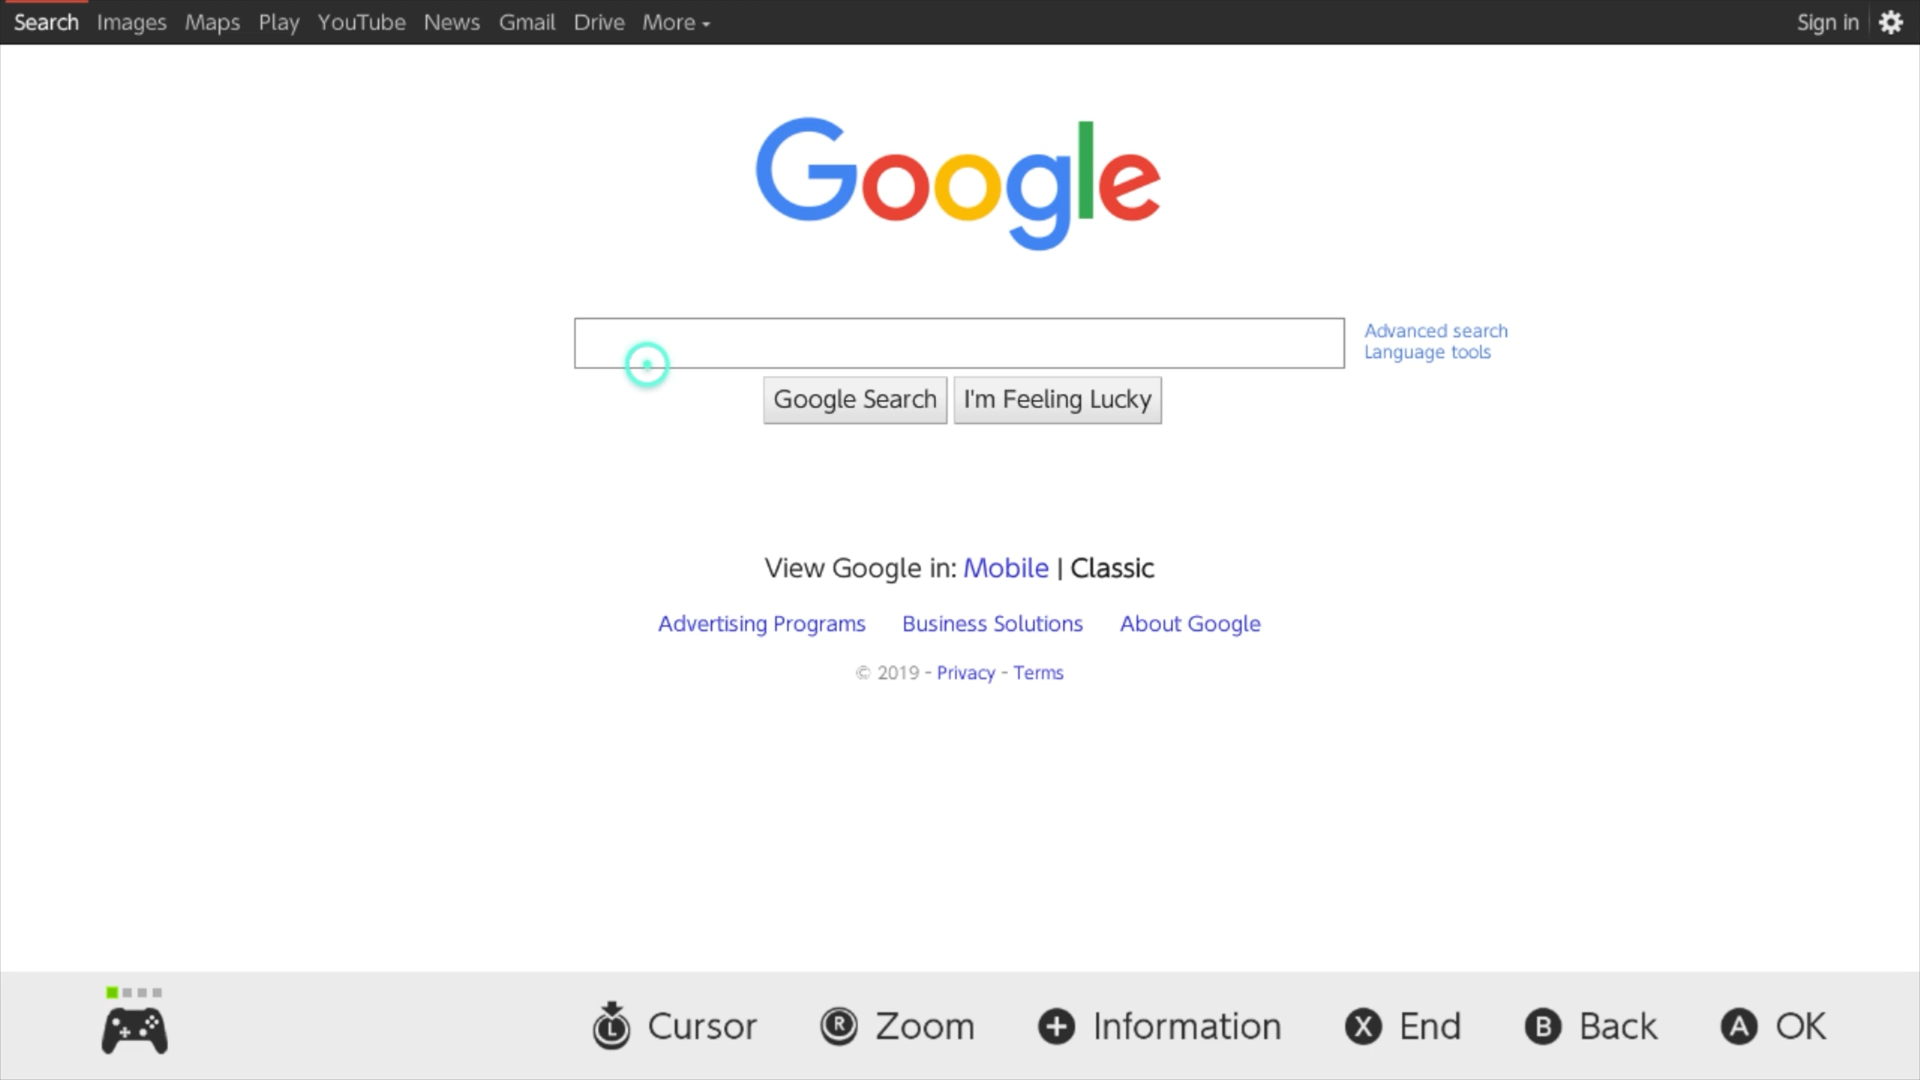 Search Images Maps Play YouTube News Gmail Drive More Sign in
Google
Advanced search
Language tools
Google Search I'm Feeling Lucky
View Google in: Mobile | Classic
Advertising Programs Business Solutions About Google
© 2019 - Privacy - Terms
L Cursor R Zoom + Information X End B Back A OK